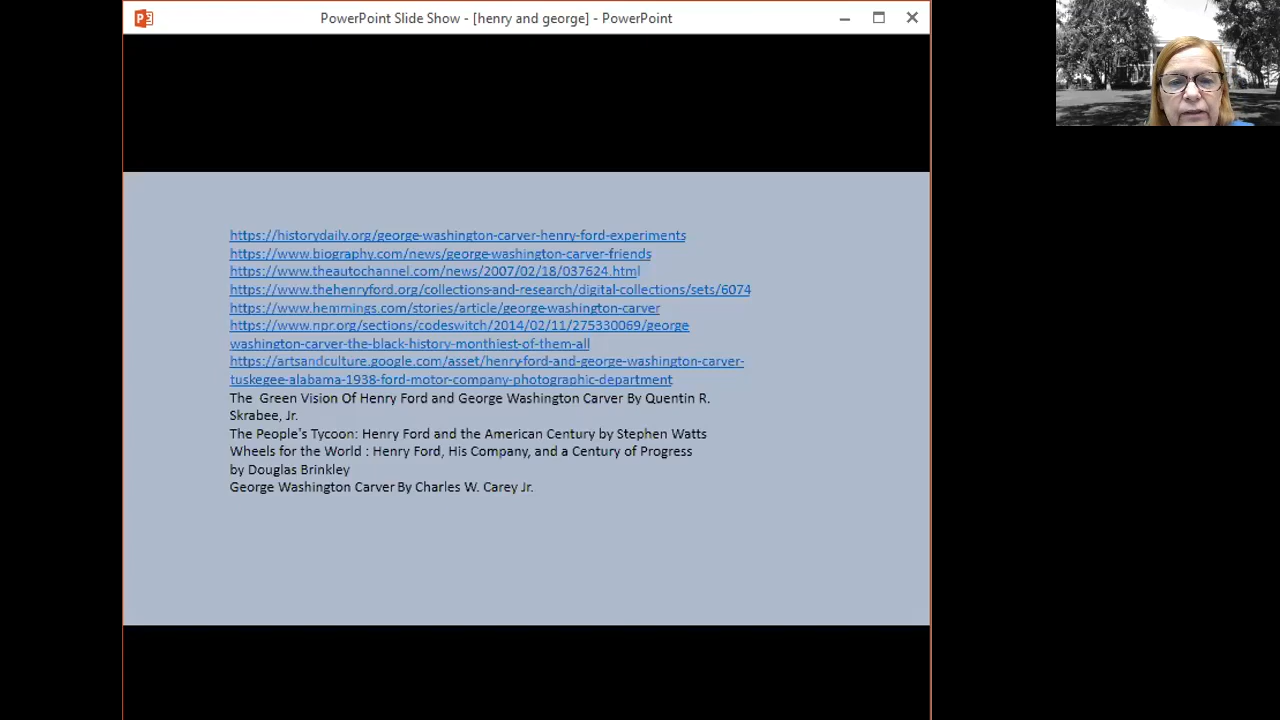 PowerPoint Slide Show - [henry and george] - PowerPoint
https://historydaily.org/george-washington-carver-henry-ford-experiments
https://www.biography.com/news/george-washington-carver-friends
https://www.theautochannel.com/news/2007/02/18/037624.html
https://www.thehenryford.org/collections-and-research/digital-collections/sets/6074
https://www.hemmings.com/stories/article/george-washington-carver
https://www.npr.org/sections/codeswitch/2014/02/11/275330069/george
washington-carver-the-black-history-monthiest-of-them-all
https://artsandculture.google.com/asset/henry-ford-and-george-washington-carver-
tuskegee-alabama-1938-ford-motor-company-photographic-department
The  Green Vision Of Henry Ford and George Washington Carver By Quentin R.
Skrabee, Jr.
The People's Tycoon: Henry Ford and the American Century by Stephen Watts
Wheels for the World : Henry Ford, His Company, and a Century of Progress
by Douglas Brinkley
George Washington Carver By Charles W. Carey Jr.